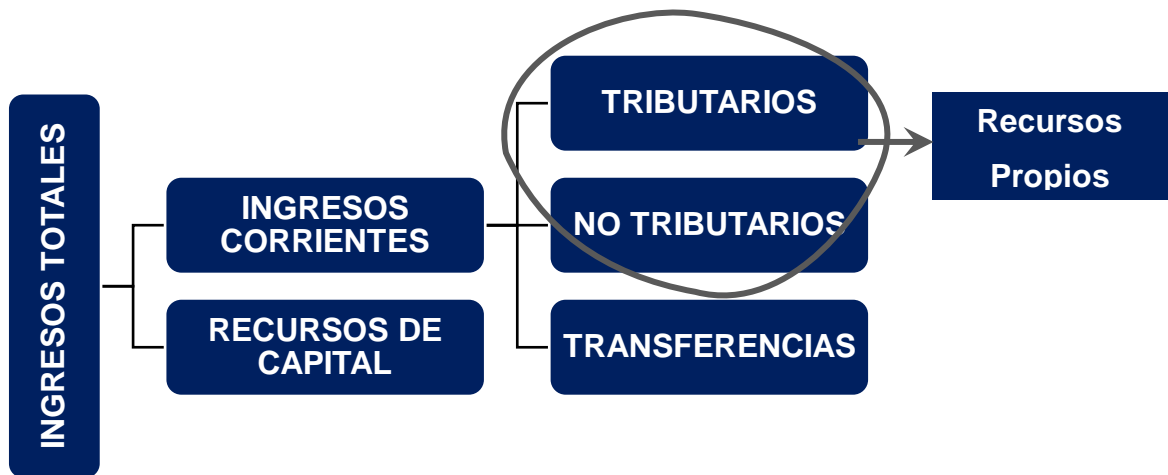 INGRESOS TOTALES
INGRESOS
CORRIENTES
RECURSOS DE
CAPITAL
TRIBUTARIOS
NO TRIBUTARIOS
TRANSFERENCIAS
Recursos
Propios